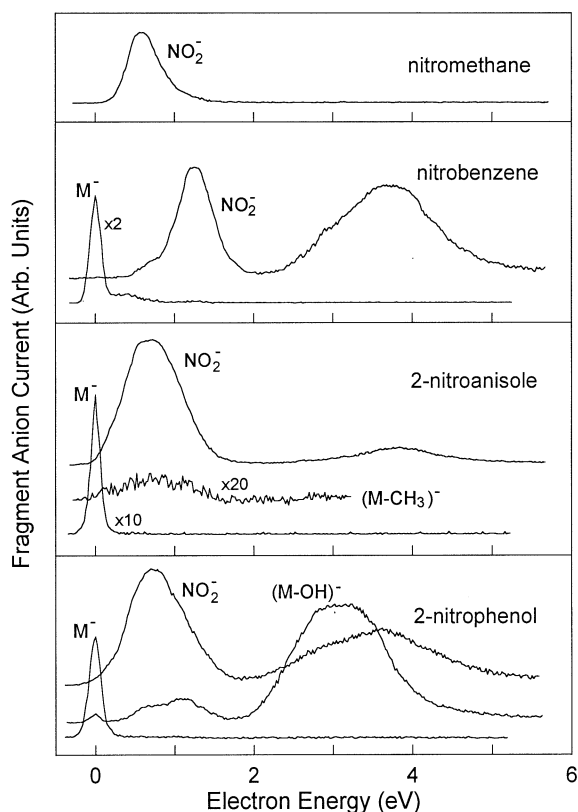 Fragment Anion Current (Arb. Units)
NO₂⁻
nitromethane
M⁻
x2
NO₂⁻
nitrobenzene
M⁻
NO₂⁻
2-nitroanisole
x20
(M-CH₃)⁻
x10
M⁻
NO₂⁻
(M-OH)⁻
2-nitrophenol
0 2 4 6
Electron Energy (eV)